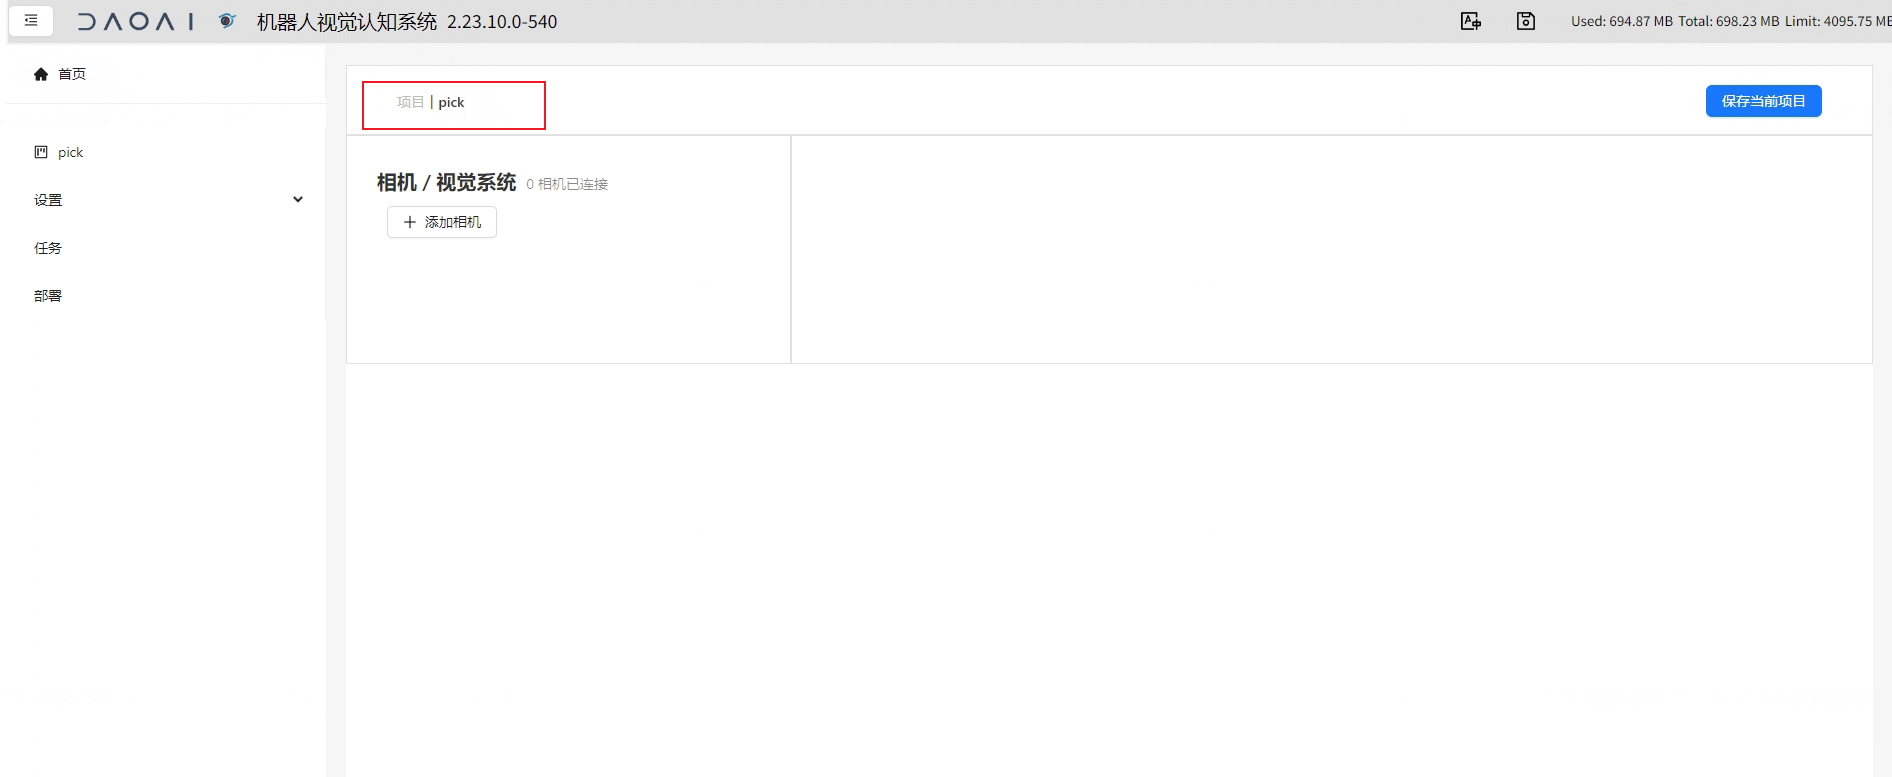 DAOAI 机器人视觉认知系统 2.23.10.0-540
Used: 694.87 MB Total: 698.23 MB Limit: 4095.75 MB
首页
pick
设置
任务
部署
项目 | pick
保存当前项目
相机 / 视觉系统 0 相机已连接
添加相机